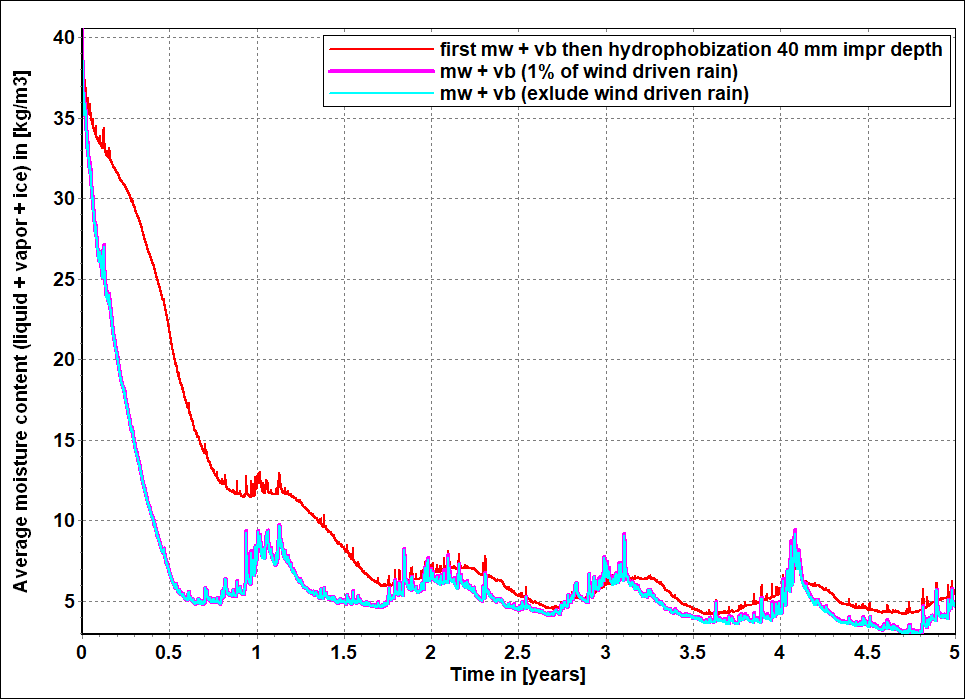 40
35
30
25
20
15
10
5
0 0.5 1 1.5 2 2.5 3 3.5 4 4.5 5
Average moisture content (liquid + vapor + ice) in [kg/m3]
Time in [years]
first mw + vb then hydrophobization 40 mm impr depth
mw + vb (1% of wind driven rain)
mw + vb (exlude wind driven rain)